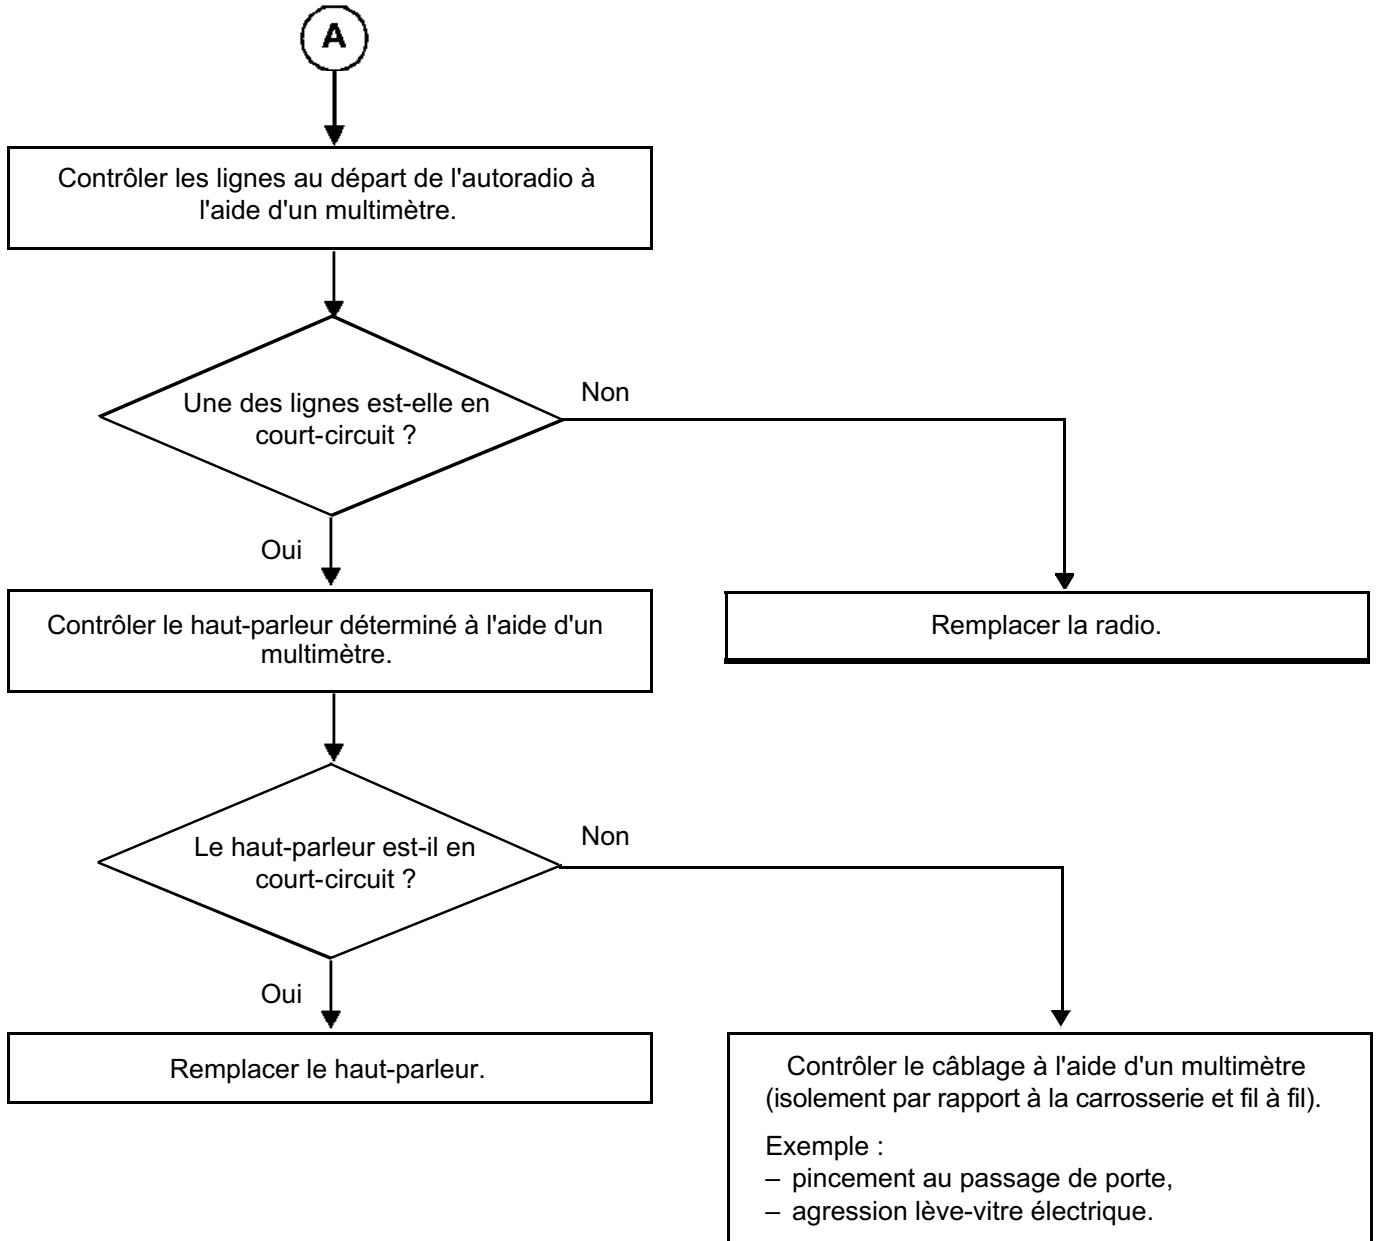 A
Contrôler les lignes au départ de l'autoradio à
l'aide d'un multimètre.
Une des lignes est-elle en
court-circuit ?
Non
Oui
Contrôler le haut-parleur déterminé à l'aide d'un
multimètre.
Remplacer la radio.
Le haut-parleur est-il en
court-circuit ?
Non
Oui
Remplacer le haut-parleur.
Contrôler le câblage à l'aide d'un multimètre
(isolement par rapport à la carrosserie et fil à fil).
Exemple :
– pincement au passage de porte,
– agression lève-vitre électrique.